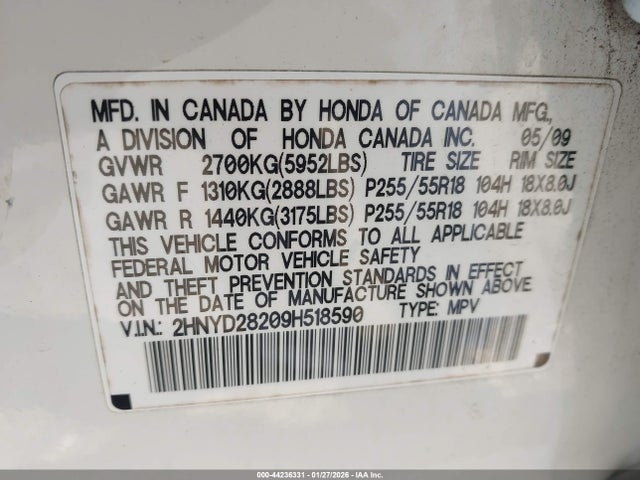 MFD. IN CANADA BY HONDA OF CANADA MFG.,
A DIVISION OF HONDA CANADA INC. 05/09
GVWR 2700KG(5952LBS) TIRE SIZE RIM SIZE
GAWR F 1310KG(2888LBS) P255/55R18 104H 18X8.0J
GAWR R 1440KG(3175LBS) P255/55R18 104H 18X8.0J
THIS VEHICLE CONFORMS TO ALL APPLICABLE
FEDERAL MOTOR VEHICLE SAFETY
AND THEFT PREVENTION STANDARDS IN EFFECT
ON THE DATE OF MANUFACTURE SHOWN ABOVE.
V.I.N.: 2HNYD28209H518590 TYPE: MPV
000-44236331 - 01/27/2026 - COPART.CA